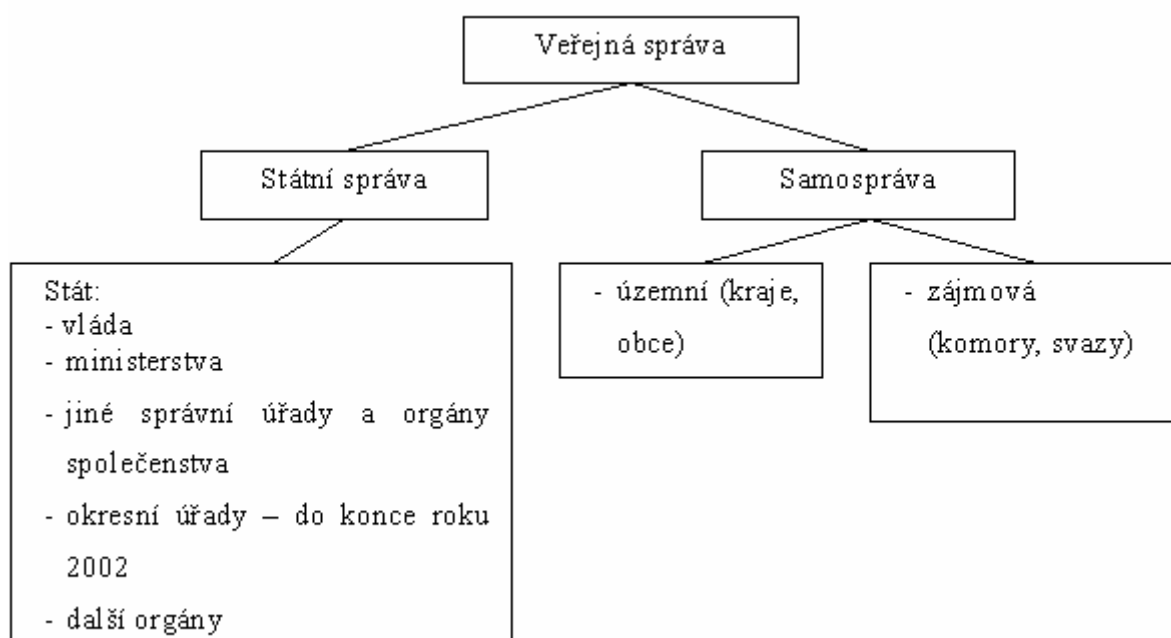 Veřejná správa
Státní správa
Samospráva
Stát:
- vláda
- ministerstva
- jiné správní úřady a orgány
společenstva
- okresní úřady – do konce roku
2002
- další orgány
- územní (kraje,
obce)
- zájmová
(komory, svazy)